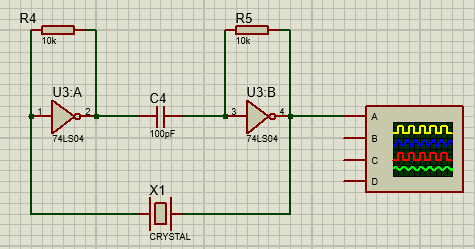 R4
10k
R5
10k
U3:A
1
2
74LS04
C4
100pF
U3:B
3
4
74LS04
A
B
C
D
X1
CRYSTAL